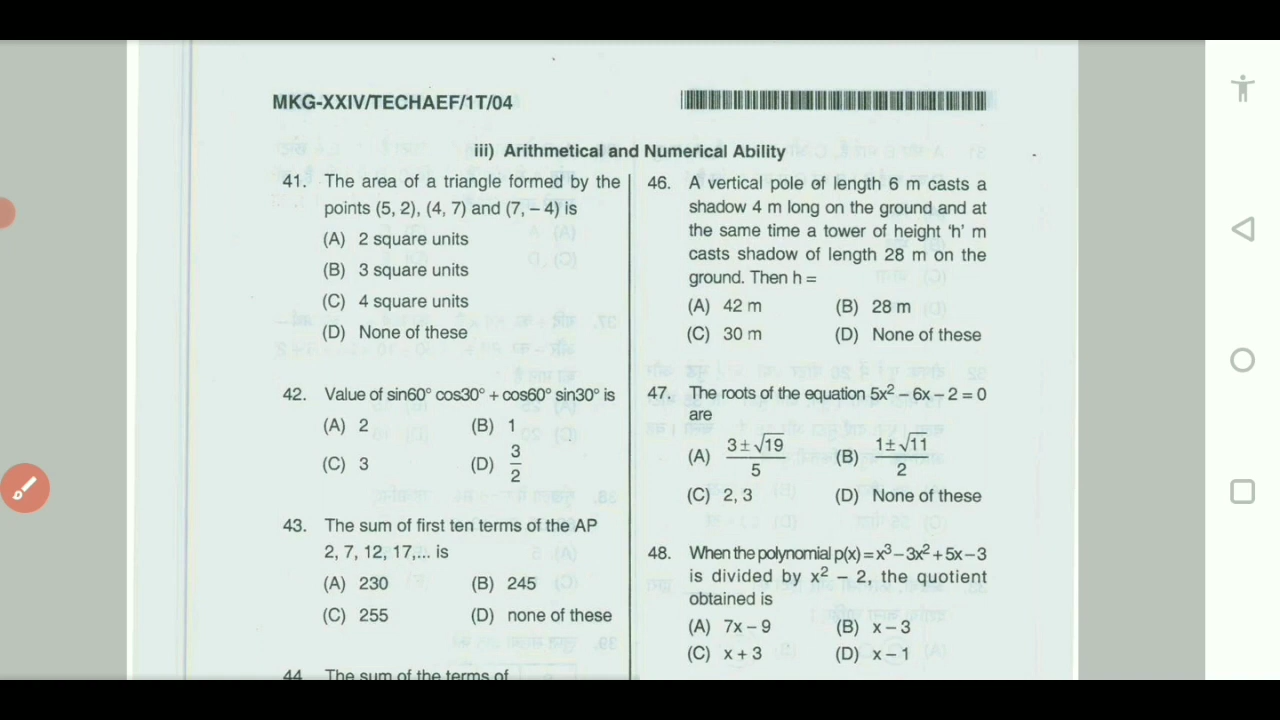 MKG-XXIV/TECHAEF/1T/04
iii) Arithmetical and Numerical Ability
41. The area of a triangle formed by the
points (5, 2), (4, 7) and (7, – 4) is
(A) 2 square units
(B) 3 square units
(C) 4 square units
(D) None of these
42. Value of sin60° cos30° + cos60° sin30° is
(A) 2 (B) 1
(C) 3 (D) 3/2
43. The sum of first ten terms of the AP
2, 7, 12, 17,... is
(A) 230 (B) 245
(C) 255 (D) none of these
44. The sum of the terms of
46. A vertical pole of length 6 m casts a
shadow 4 m long on the ground and at
the same time a tower of height ‘h’ m
casts shadow of length 28 m on the
ground. Then h =
(A) 42 m (B) 28 m
(C) 30 m (D) None of these
47. The roots of the equation 5x² – 6x – 2 = 0
are
(A) 3 ± √19 / 5 (B) 1 ± √11 / 2
(C) 2, 3 (D) None of these
48. When the polynomial p(x) = x³ – 3x² + 5x – 3
is divided by x² – 2, the quotient
obtained is
(A) 7x – 9 (B) x – 3
(C) x + 3 (D) x – 1